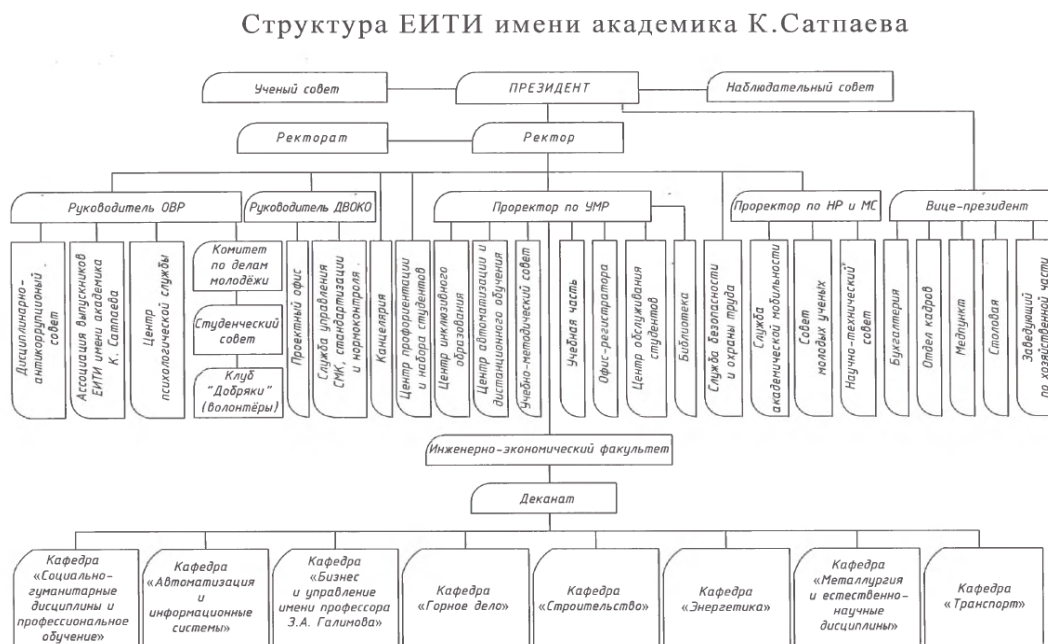 Структура ЕИТИ имени академика К.Сатпаева
Ученый совет
ПРЕЗИДЕНТ
Наблюдательный совет
Ректорат
Ректор
Руководитель ОВР
Руководитель ДВОКО
Проректор по УМР
Проректор по НР и МС
Вице-президент
Дисциплинарно-
антикоррупционый
совет
Ассоциация выпускников
ЕИТИ имени академика
К. Сатпаева
Центр
психологической службы
Комитет
по делам
молодёжи
Студенческий
совет
Клуб
"Добряки"
(волонтёры)
Проектный офис
Служба управления
СМК, стандартизации
и нормоконтроля
Канцелярия
Центр профориентации
и набора студентов
Центр инклюзивного
образования
Центр автоматизации и
дистанционного обучения
Учебно-методический совет
Учебная часть
Офис-регистратора
Центр обслуживания
студентов
Библиотека
Служба безопасности
и охраны труда
Служба
академической мобильности
Совет
молодых ученых
Научно-технический
совет
Бухгалтерия
Отдел кадров
Медпункт
Столовая
Заведующий
по хозяйственной части
Инженерно-экономический факультет
Деканат
Кафедра
«Социально-
гуманитарные
дисциплины и
профессиональное
обучение»
Кафедра
«Автоматизация
и
информационные
системы»
Кафедра
«Бизнес
и управление
имени профессора
З.А. Галимова»
Кафедра
«Горное дело»
Кафедра
«Строительство»
Кафедра
«Энергетика»
Кафедра
«Металлургия
и естественно-
научные
дисциплины»
Кафедра
«Транспорт»